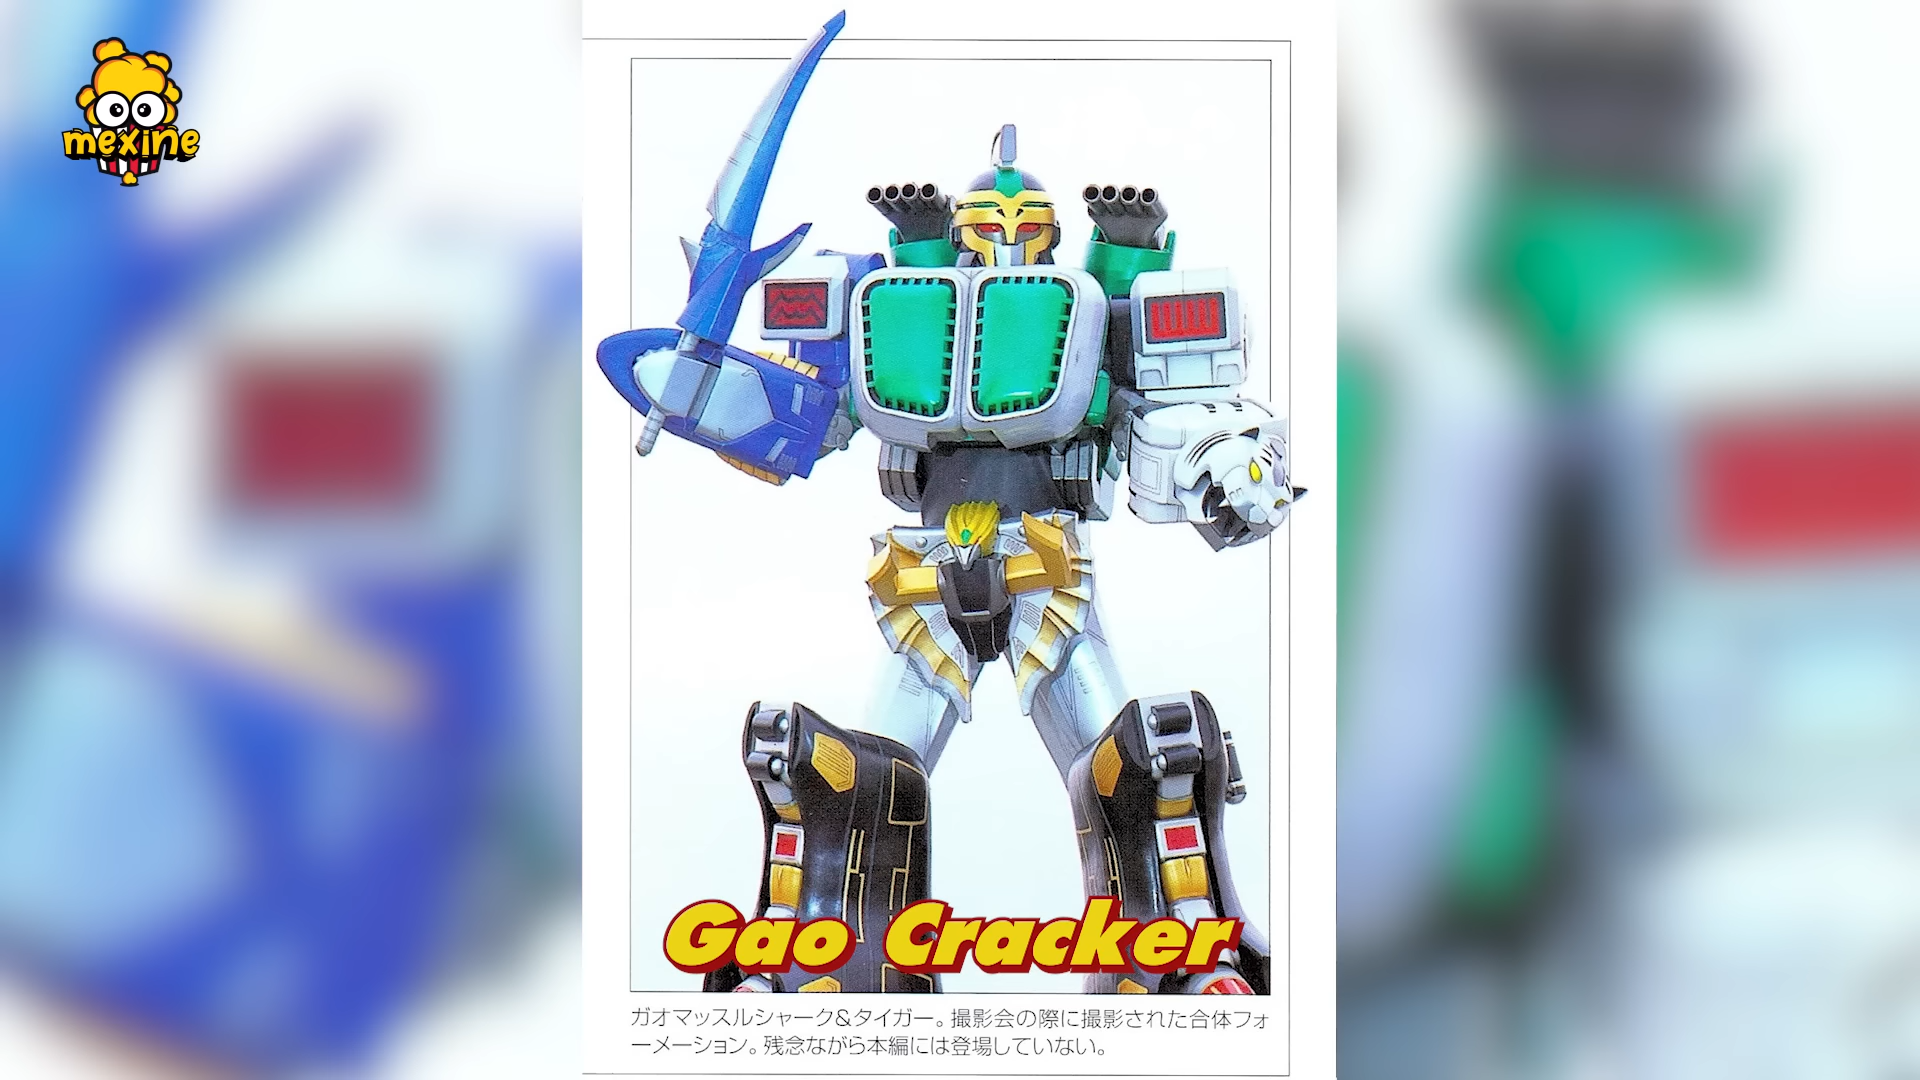 mexine
Gao Cracker
ガオマッスルシャーク&タイガー。撮影会の際に撮影された合体フォ
ーメーション。残念ながら本編には登場していない。